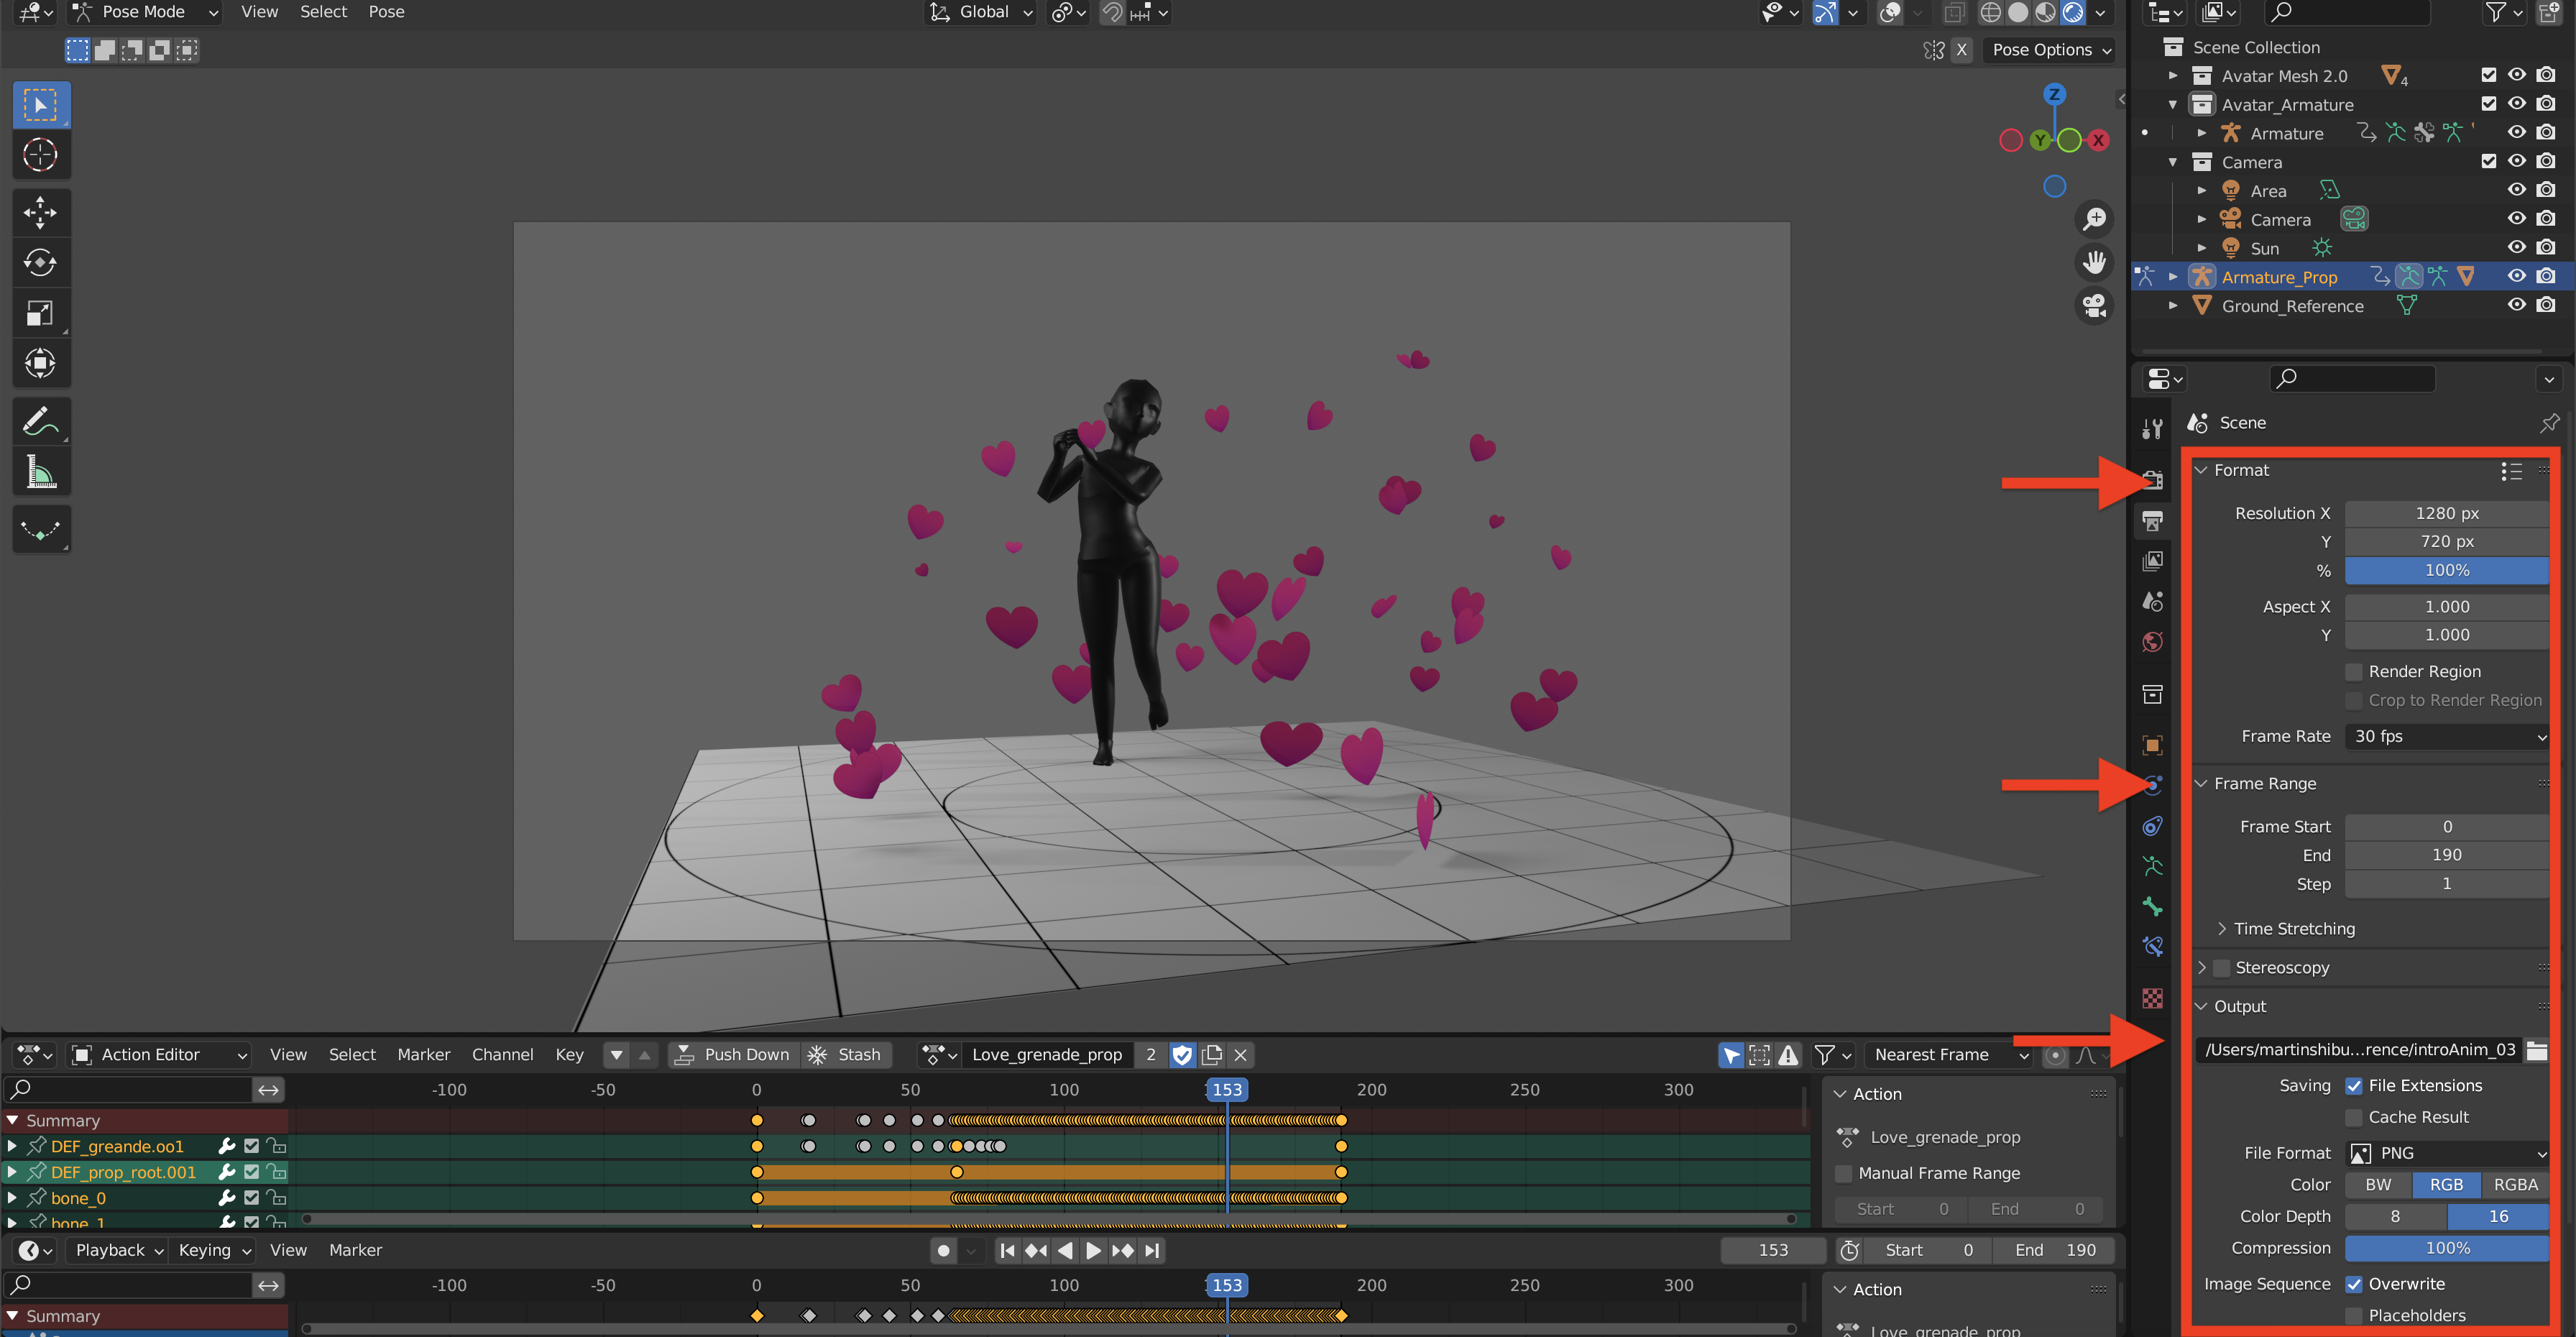 Pose Mode View Select Pose Global
X Pose Options
Z
Y X
Scene Collection
Avatar Mesh 2.0 4
Avatar_Armature
Armature
Camera
Area
Camera
Sun
Armature_Prop
Ground_Reference
Scene
Format
Resolution X 1280 px
Y 720 px
% 100%
Aspect X 1.000
Y 1.000
Render Region
Crop to Render Region
Frame Rate 30 fps
Frame Range
Frame Start 0
End 190
Step 1
Time Stretching
Stereoscopy
Output
/Users/martinshibu...rence/introAnim_03
Saving File Extensions
Cache Result
File Format PNG
Color BW RGB RGBA
Color Depth 8 16
Compression 100%
Image Sequence Overwrite
Placeholders
Action Editor View Select Marker Channel Key Push Down Stash Love_grenade_prop 2 Nearest Frame
-100 -50 0 50 100 153 200 250 300
Summary
DEF_greande.oo1
DEF_prop_root.001
bone_0
bone_1
Action
Love_grenade_prop
Manual Frame Range
Start 0 End 0
Playback Keying View Marker 153 Start 0 End 190
-100 -50 0 50 100 153 200 250 300
Summary
Action
Love_grenade_prop